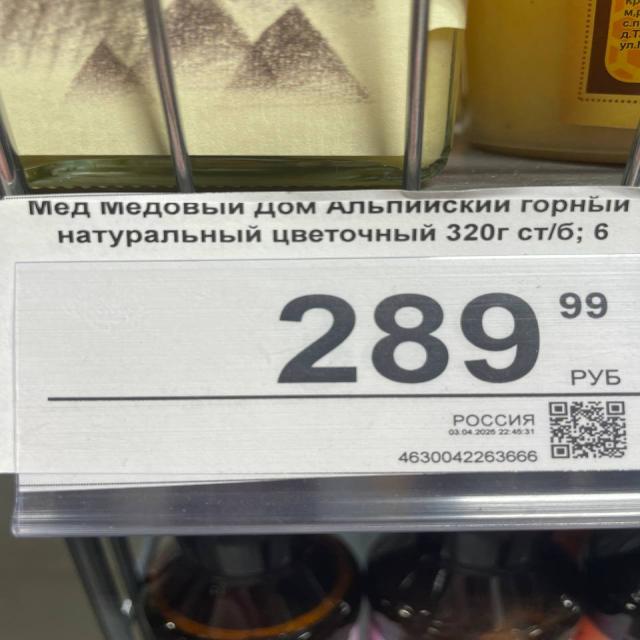 кр
м.р
с.п
д.Т
ул.
Мед Медовый Дом Альпийский горный
натуральный цветочный 320г ст/б; 6
289 99
РУБ
РОССИЯ
03.04.2025 22:45:31
4630042263666